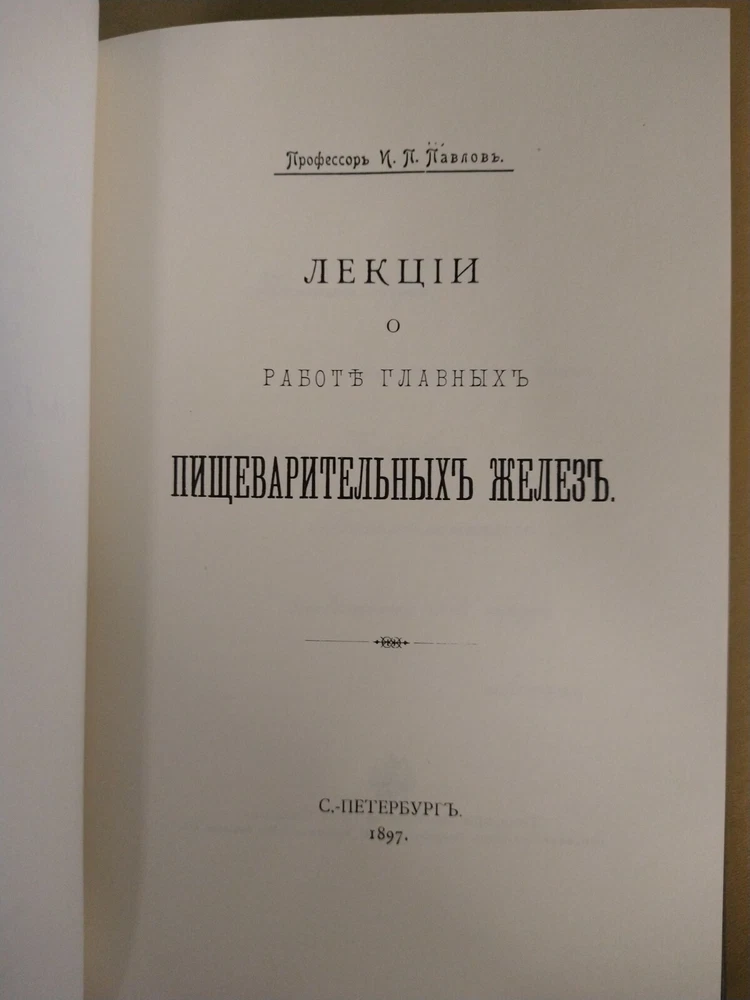 Профессоръ И. П. Павловъ.
ЛЕКЦІИ
О
РАБОТѢ ГЛАВНЫХЪ
ПИЩЕВАРИТЕЛЬНЫХЪ ЖЕЛЕЗЪ.
С.-ПЕТЕРБУРГЪ.
1897.